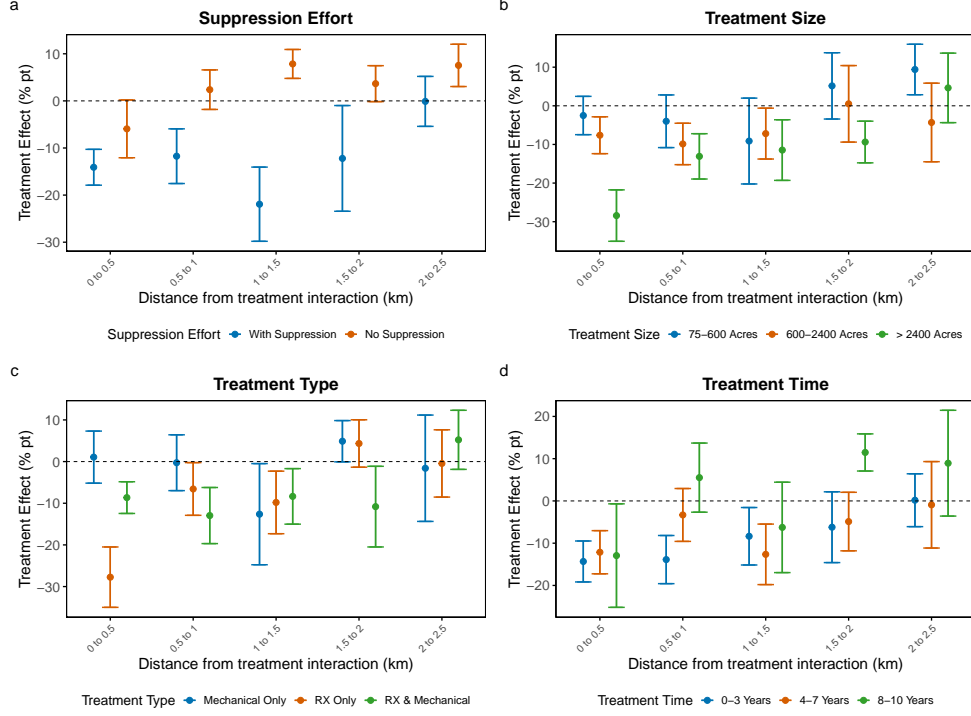 a
Suppression Effort
Treatment Effect (% pt)
10
0
−10
−20
−30
0 to 0.5
0.5 to 1
1 to 1.5
1.5 to 2
2 to 2.5
Distance from treatment interaction (km)
Suppression Effort With Suppression No Suppression
b
Treatment Size
Treatment Effect (% pt)
10
0
−10
−20
−30
0 to 0.5
0.5 to 1
1 to 1.5
1.5 to 2
2 to 2.5
Distance from treatment interaction (km)
Treatment Size 75−600 Acres 600−2400 Acres > 2400 Acres
c
Treatment Type
Treatment Effect (% pt)
10
0
−10
−20
−30
0 to 0.5
0.5 to 1
1 to 1.5
1.5 to 2
2 to 2.5
Distance from treatment interaction (km)
Treatment Type Mechanical Only RX Only RX & Mechanical
d
Treatment Time
Treatment Effect (% pt)
20
10
0
−10
−20
0 to 0.5
0.5 to 1
1 to 1.5
1.5 to 2
2 to 2.5
Distance from treatment interaction (km)
Treatment Time 0−3 Years 4−7 Years 8−10 Years